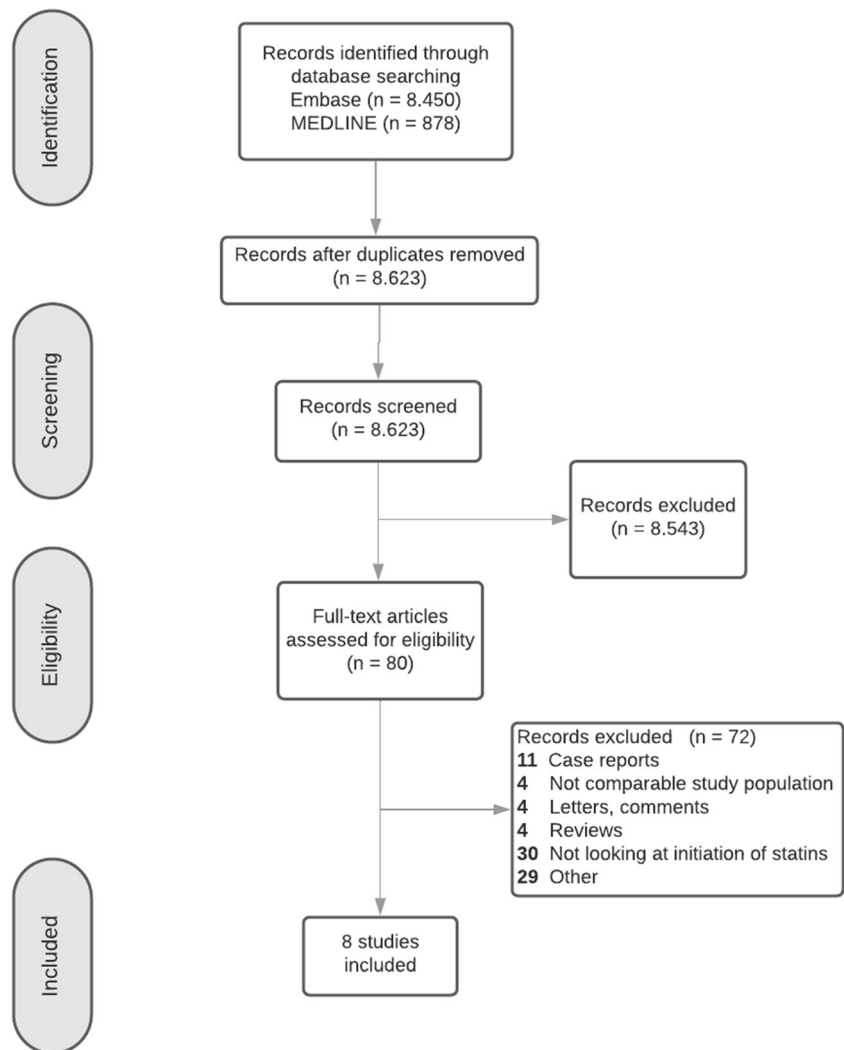 Identification
Records identified through
database searching
Embase (n = 8.450)
MEDLINE (n = 878)
Records after duplicates removed
(n = 8.623)
Screening
Records screened
(n = 8.623)
Records excluded
(n = 8.543)
Eligibility
Full-text articles
assessed for eligibility
(n = 80)
Records excluded (n = 72)
11 Case reports
4 Not comparable study population
4 Letters, comments
4 Reviews
30 Not looking at initiation of statins
29 Other
Included
8 studies
included